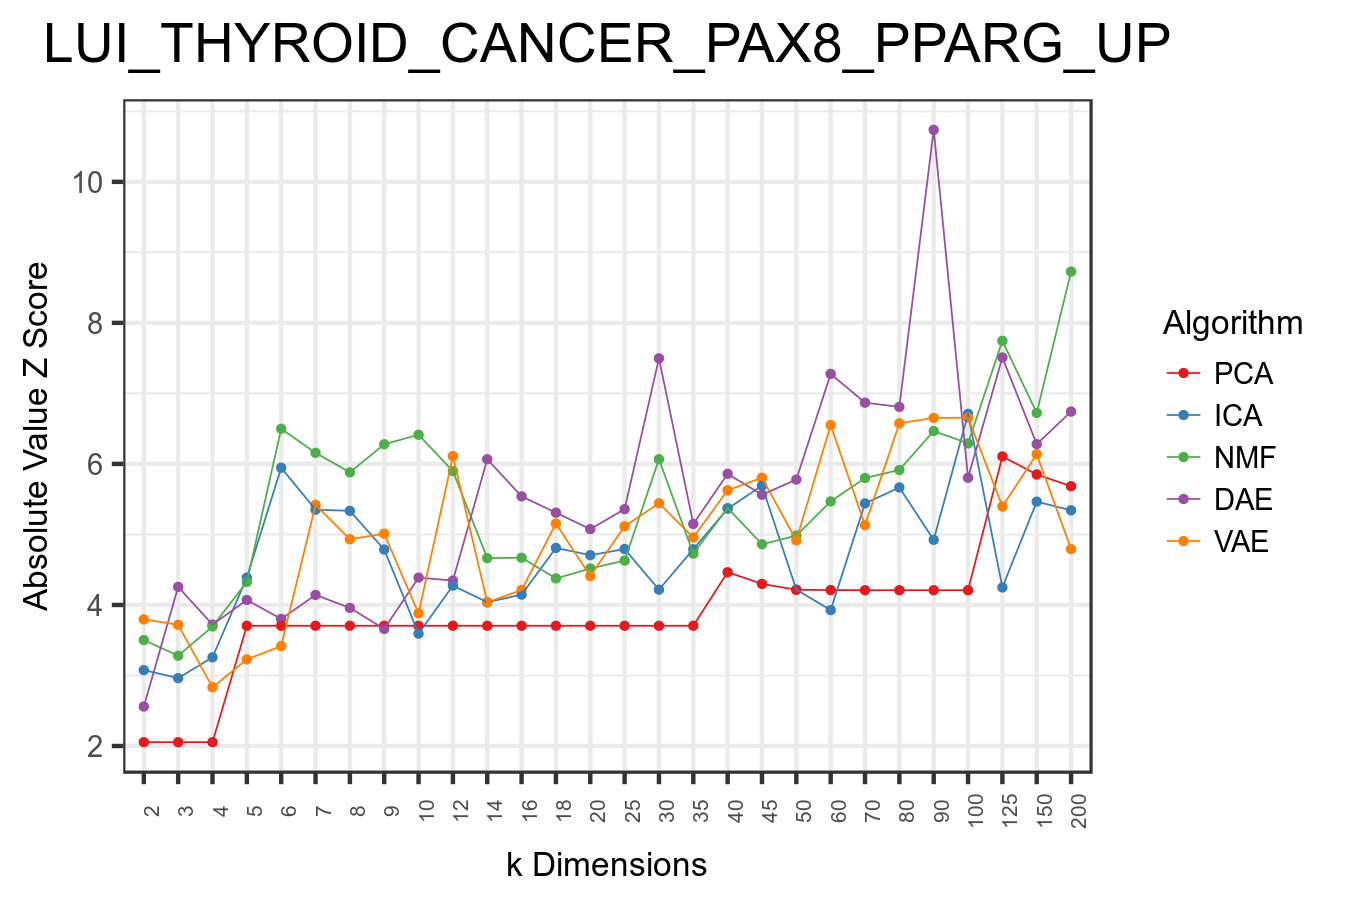 LUI_THYROID_CANCER_PAX8_PPARG_UP
Absolute Value Z Score
10
8
6
4
2
2 3 4 5 6 7 8 9 10 12 14 16 18 20 25 30 35 40 45 50 60 70 80 90 100 125 150 200
k Dimensions
Algorithm
PCA
ICA
NMF
DAE
VAE